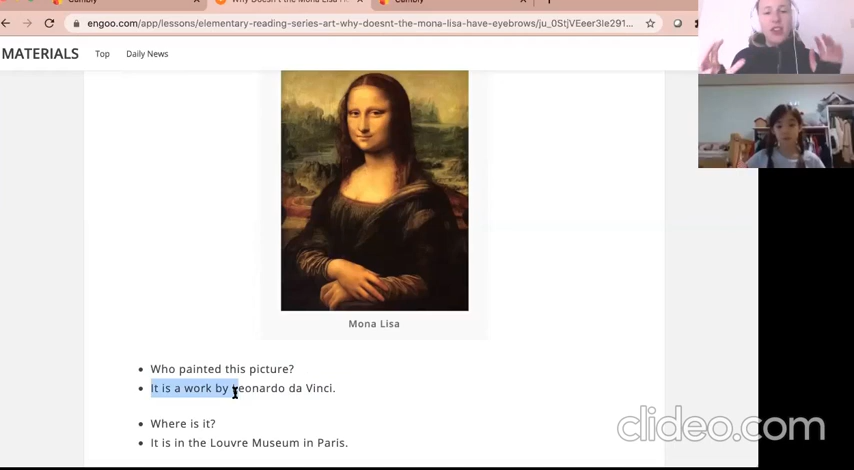 engoo.com/app/lessons/elementary-reading-series-art-why-doesnt-the-mona-lisa-have-eyebrows/ju_0StjVEeer3Ie291...
MATERIALS Top Daily News
Mona Lisa
• Who painted this picture?
• It is a work by Leonardo da Vinci.
• Where is it?
• It is in the Louvre Museum in Paris.
clideo.com